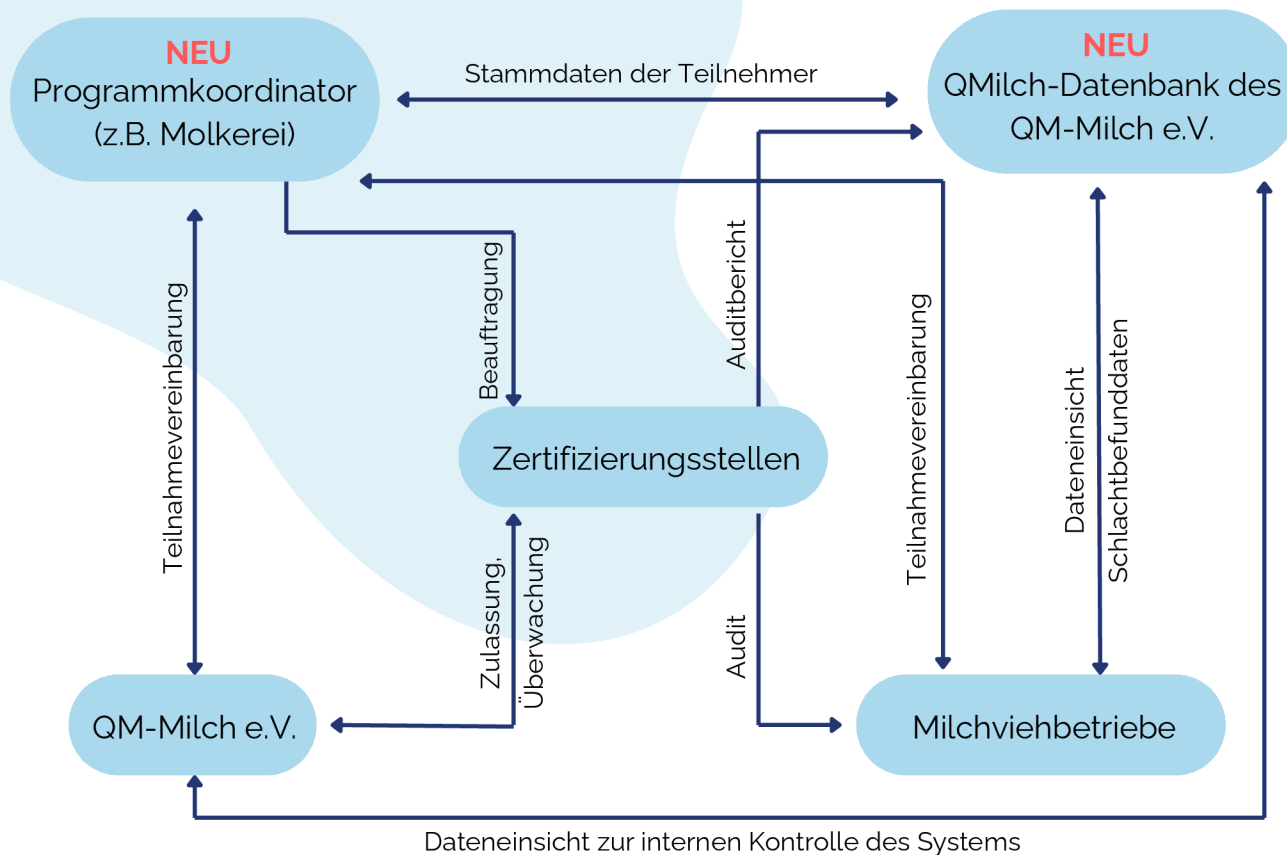 NEU
Programmkoordinator
(z.B. Molkerei)
Stammdaten der Teilnehmer
NEU
QMilch-Datenbank des
QM-Milch e.V.
Teilnahmevereinbarung
Beauftragung
Auditbericht
Teilnahmevereinbarung
Dateneinsicht
Schlachtbefunddaten
Zertifizierungsstellen
Zulassung,
Überwachung
Audit
QM-Milch e.V.
Milchviehbetriebe
Dateneinsicht zur internen Kontrolle des Systems